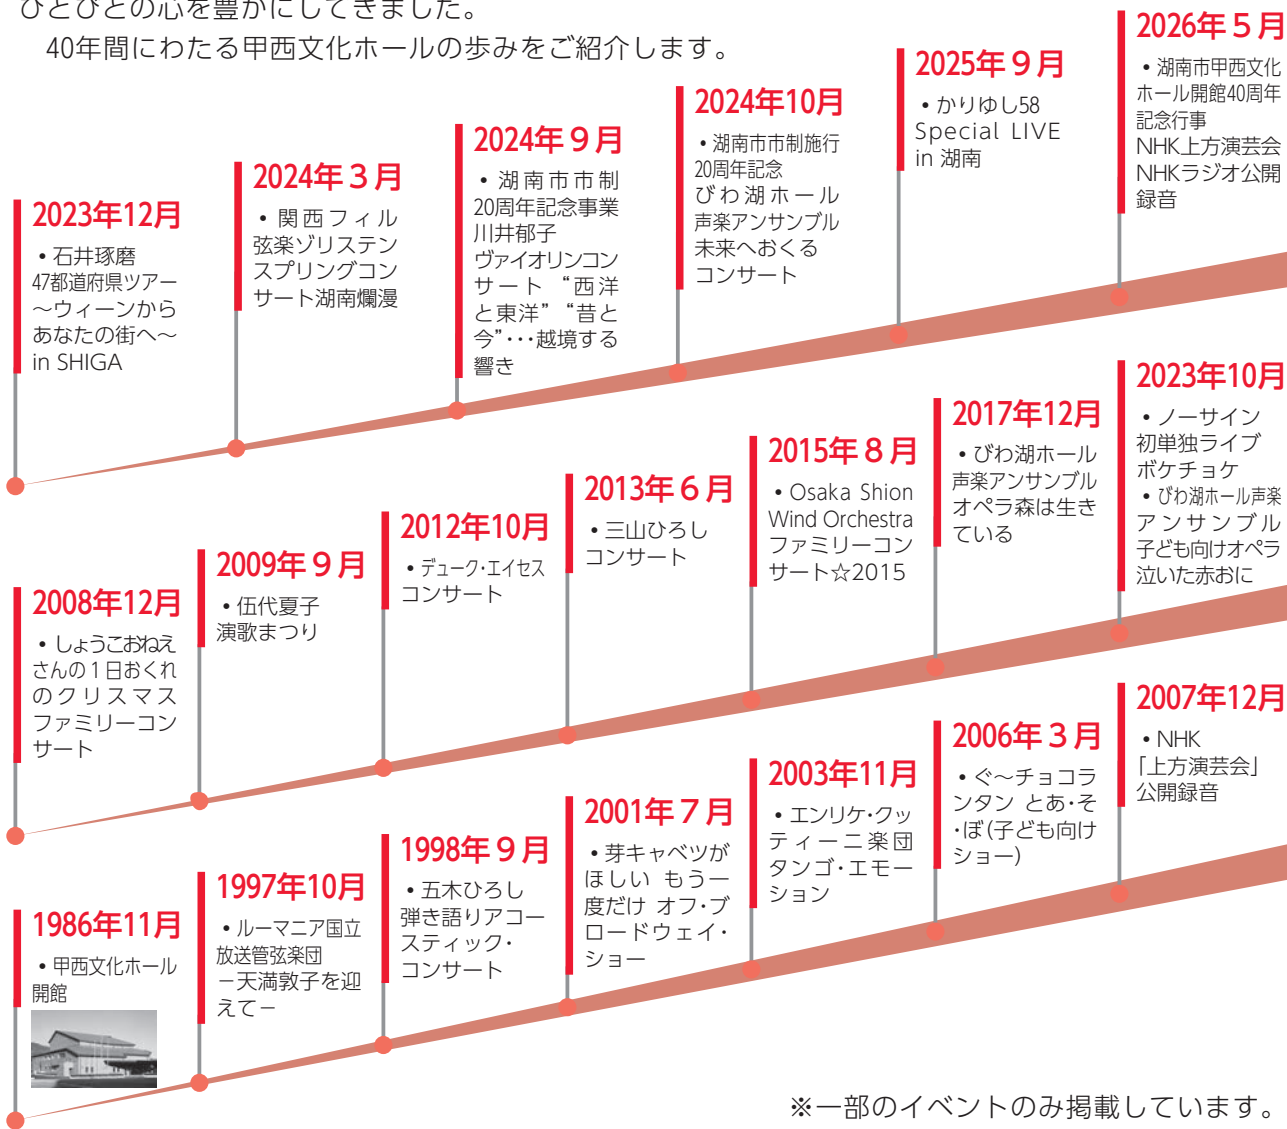 ひとびとの心を豊かにしてきました。
40年間にわたる甲西文化ホールの歩みをご紹介します。
2023年12月
・石井琢磨
47都道府県ツアー
～ウィーンから
あなたの街へ～
in SHIGA
2024年３月
・関西フィル
弦楽ゾリステン
スプリングコン
サート湖南爛漫
2024年９月
・湖南市市制
20周年記念事業
川井郁子
ヴァイオリンコン
サート “西洋
と東洋” “昔と
今”･･･越境する
響き
2024年10月
・湖南市市制施行
20周年記念
びわ湖ホール
声楽アンサンブル
未来へおくる
コンサート
2025年９月
・かりゆし58
Special LIVE
in 湖南
2026年５月
・湖南市甲西文化
ホール開館40周年
記念行事
NHK上方演芸会
NHKラジオ公開
録音
2008年12月
・しょうこおねえ
さんの１日おくれ
のクリスマス
ファミリーコン
サート
2009年９月
・伍代夏子
演歌まつり
2012年10月
・デューク・エイセス
コンサート
2013年６月
・三山ひろし
コンサート
2015年８月
・Osaka Shion
Wind Orchestra
ファミリーコン
サート☆2015
2017年12月
・びわ湖ホール
声楽アンサンブル
オペラ森は生き
ている
2023年10月
・ノーサイン
初単独ライブ
ボケチョケ
・びわ湖ホール声楽
アンサンブル
子ども向けオペラ
泣いた赤おに
1986年11月
・甲西文化ホール
開館
1997年10月
・ルーマニア国立
放送管弦楽団
－天満敦子を迎
えて－
1998年９月
・五木ひろし
弾き語りアコー
スティック・
コンサート
2001年７月
・芽キャベツが
ほしい もう一
度だけ オフ・ブ
ロードウェイ・
ショー
2003年11月
・エンリケ・クッ
ティーニ楽団
タンゴ・エモー
ション
2006年３月
・ぐ～チョコラ
ンタン とあ・そ
・ぼ(子ども向け
ショー)
2007年12月
・NHK
「上方演芸会」
公開録音
※一部のイベントのみ掲載しています。